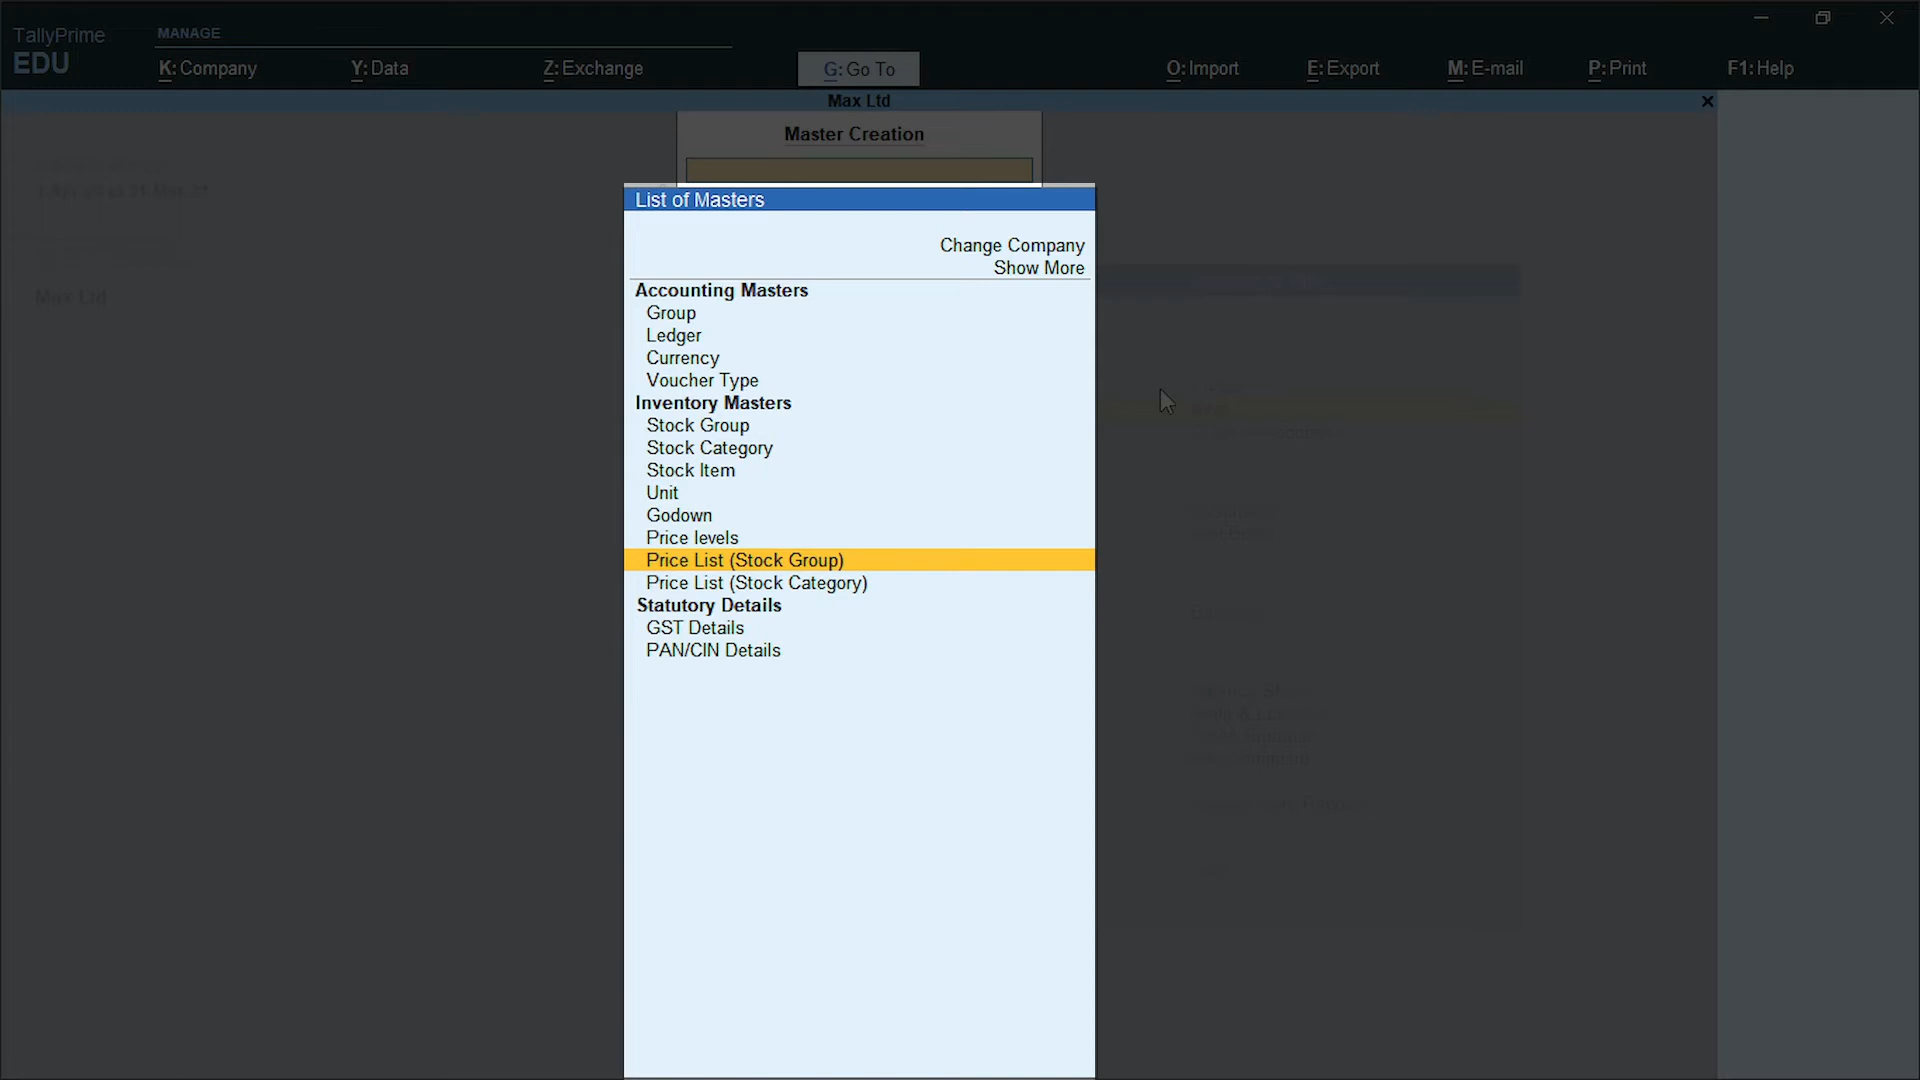 TallyPrime
EDU
MANAGE
K:Company
Y:Data
Z:Exchange
G:Go To
O:Import
E:Export
M:E-mail
P:Print
F1:Help
Max Ltd
Master Creation
List of Masters
Change Company
Show More
Accounting Masters
Group
Ledger
Currency
Voucher Type
Inventory Masters
Stock Group
Stock Category
Stock Item
Unit
Godown
Price levels
Price List (Stock Group)
Price List (Stock Category)
Statutory Details
GST Details
PAN/CIN Details
Max Ltd